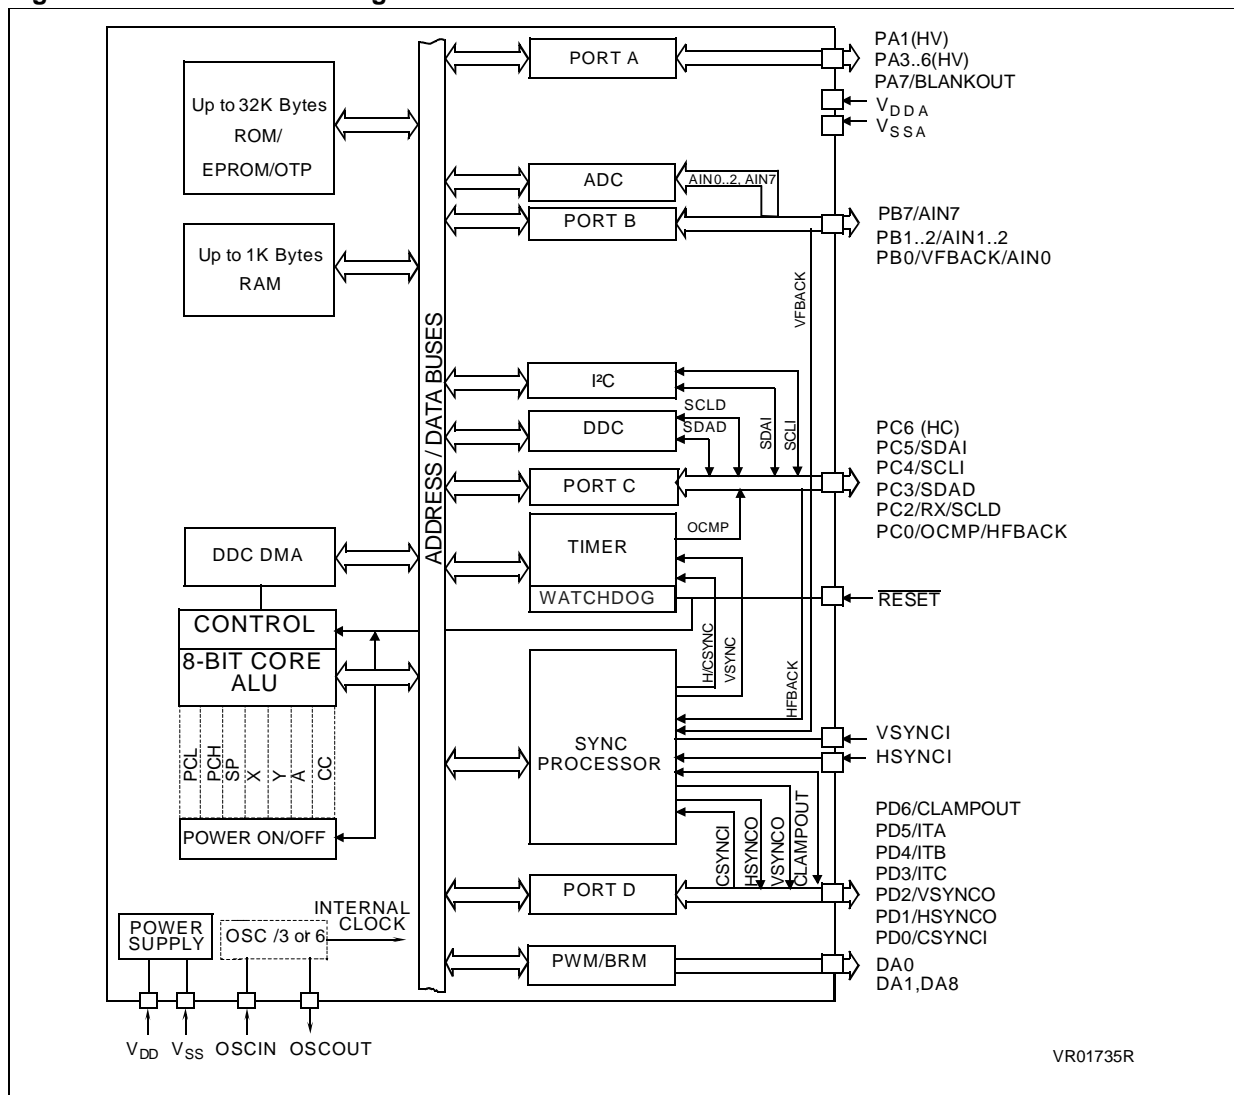 PORT A
PA1(HV)
PA3..6(HV)
PA7/BLANKOUT
VDDA
VSSA
Up to 32K Bytes
ROM/
EPROM/OTP
ADC
AIN0..2, AIN7
PORT B
PB7/AIN7
PB1..2/AIN1..2
PB0/VFBACK/AIN0
Up to 1K Bytes
RAM
VFBACK
ADDRESS / DATA BUSES
I²C
SCLD
DDC
SDAD
SDAI
SCLI
PORT C
PC6 (HC)
PC5/SDAI
PC4/SCLI
PC3/SDAD
PC2/RX/SCLD
PC0/OCMP/HFBACK
OCMP
TIMER
WATCHDOG
RESET
DDC DMA
CONTROL
8-BIT CORE
ALU
PCL
PCH
SP
X
Y
A
CC
POWER ON/OFF
H/CSYNC
VSYNC
HFBACK
SYNC
PROCESSOR
VSYNCI
HSYNCI
CSYNCI
HSYNCO
VSYNCO
CLAMPOUT
PORT D
PD6/CLAMPOUT
PD5/ITA
PD4/ITB
PD3/ITC
PD2/VSYNCO
PD1/HSYNCO
PD0/CSYNCI
INTERNAL
CLOCK
POWER
SUPPLY
OSC /3 or 6
PWM/BRM
DA0
DA1,DA8
VDD
VSS
OSCIN
OSCOUT
VR01735R